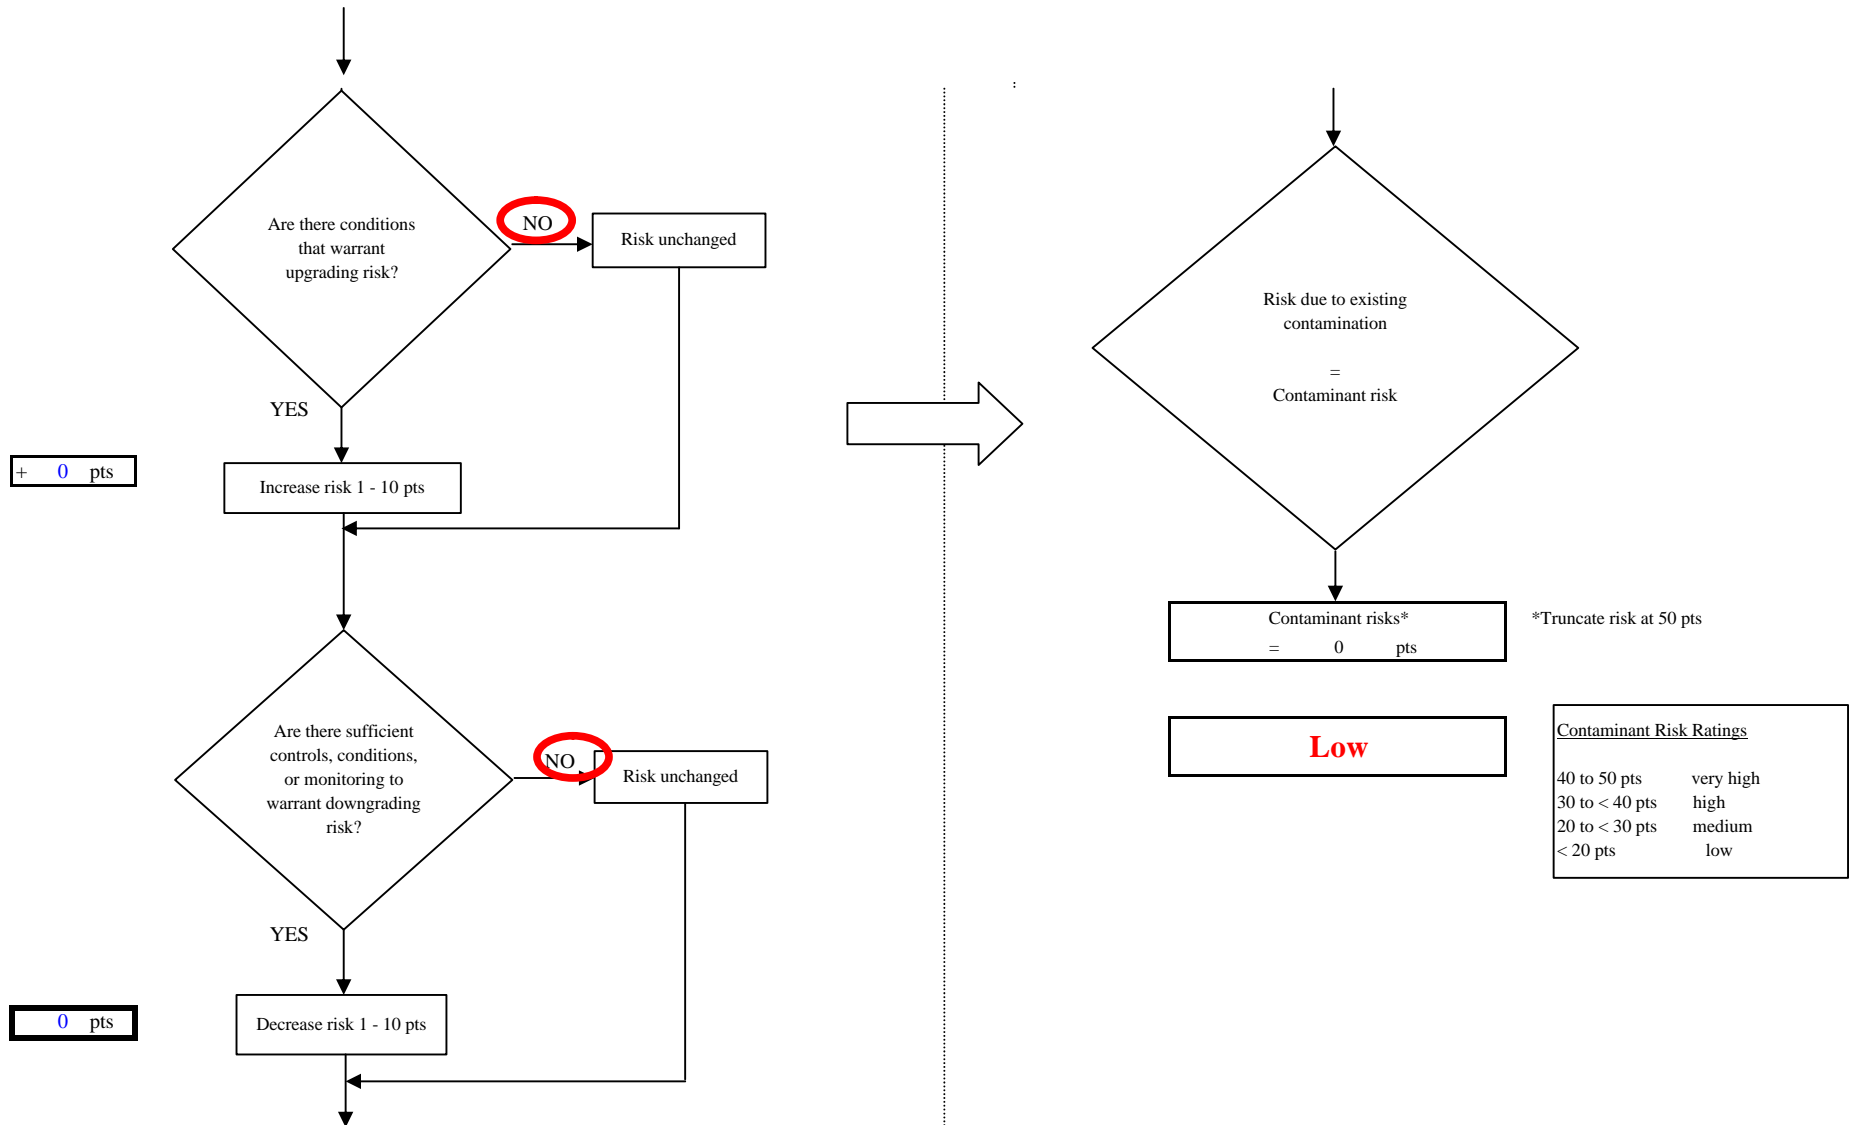 Are there conditions
that warrant
upgrading risk?
NO
Risk unchanged
YES
+ 0 pts
Increase risk 1 - 10 pts
Are there sufficient
controls, conditions,
or monitoring to
warrant downgrading
risk?
NO
Risk unchanged
YES
0 pts
Decrease risk 1 - 10 pts
:
Risk due to existing
contamination
=
Contaminant risk
Contaminant risks*
= 0 pts
*Truncate risk at 50 pts
Low
Contaminant Risk Ratings
40 to 50 pts very high
30 to < 40 pts high
20 to < 30 pts medium
< 20 pts low